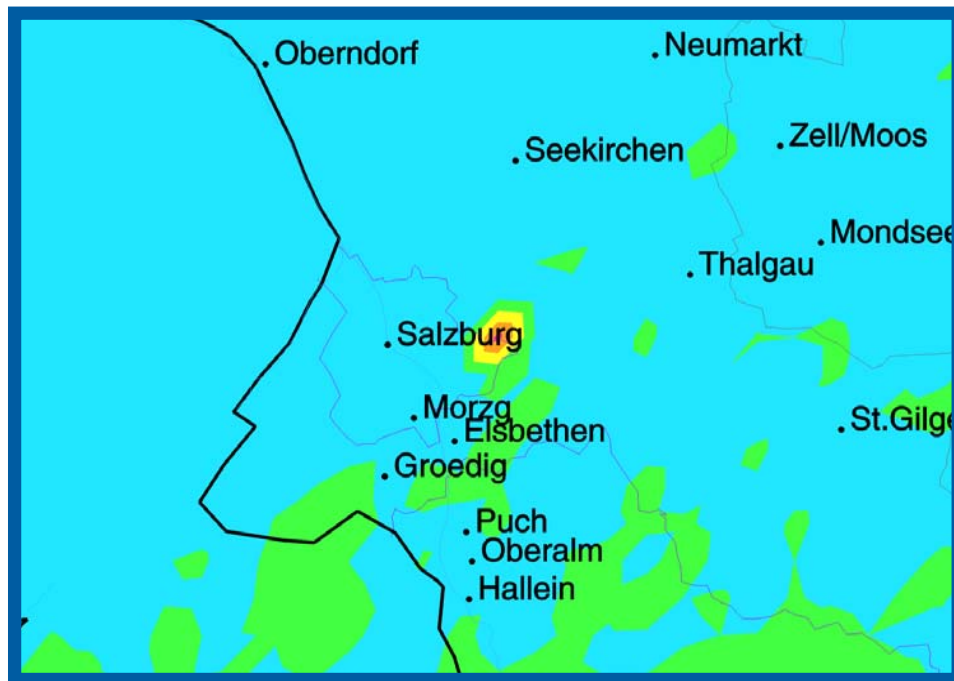 Oberndorf
Neumarkt
Seekirchen
Zell/Moos
Mondsee
Thalgau
Salzburg
Morzg
Elsbethen
St.Gilge
Groedig
Puch
Oberalm
Hallein